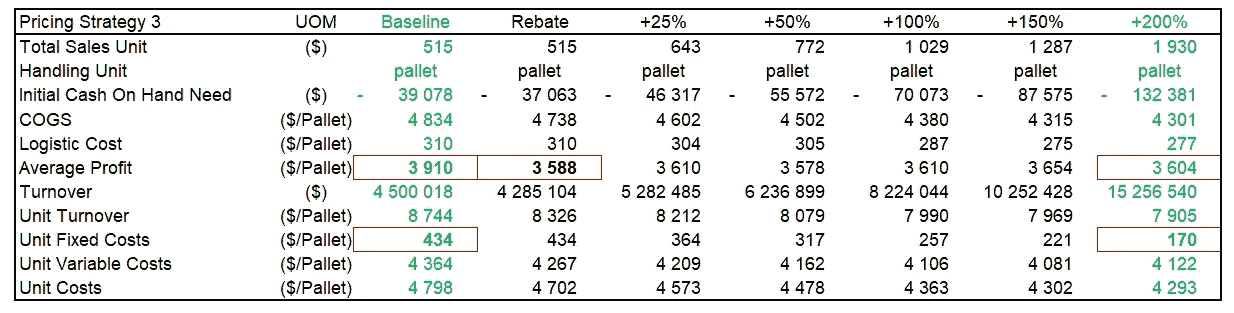 Pricing Strategy 3 UOM Baseline Rebate +25% +50% +100% +150% +200%
Total Sales Unit ($) 515 515 643 772 1 029 1 287 1 930
Handling Unit pallet pallet pallet pallet pallet pallet pallet
Initial Cash On Hand Need ($) - 39 078 - 37 063 - 46 317 - 55 572 - 70 073 - 87 575 - 132 381
COGS ($/Pallet) 4 834 4 738 4 602 4 502 4 380 4 315 4 301
Logistic Cost ($/Pallet) 310 310 304 305 287 275 277
Average Profit ($/Pallet) 3 910 3 588 3 610 3 578 3 610 3 654 3 604
Turnover ($) 4 500 018 4 285 104 5 282 485 6 236 899 8 224 044 10 252 428 15 256 540
Unit Turnover ($/Pallet) 8 744 8 326 8 212 8 079 7 990 7 969 7 905
Unit Fixed Costs ($/Pallet) 434 434 364 317 257 221 170
Unit Variable Costs ($/Pallet) 4 364 4 267 4 209 4 162 4 106 4 081 4 122
Unit Costs ($/Pallet) 4 798 4 702 4 573 4 478 4 363 4 302 4 293